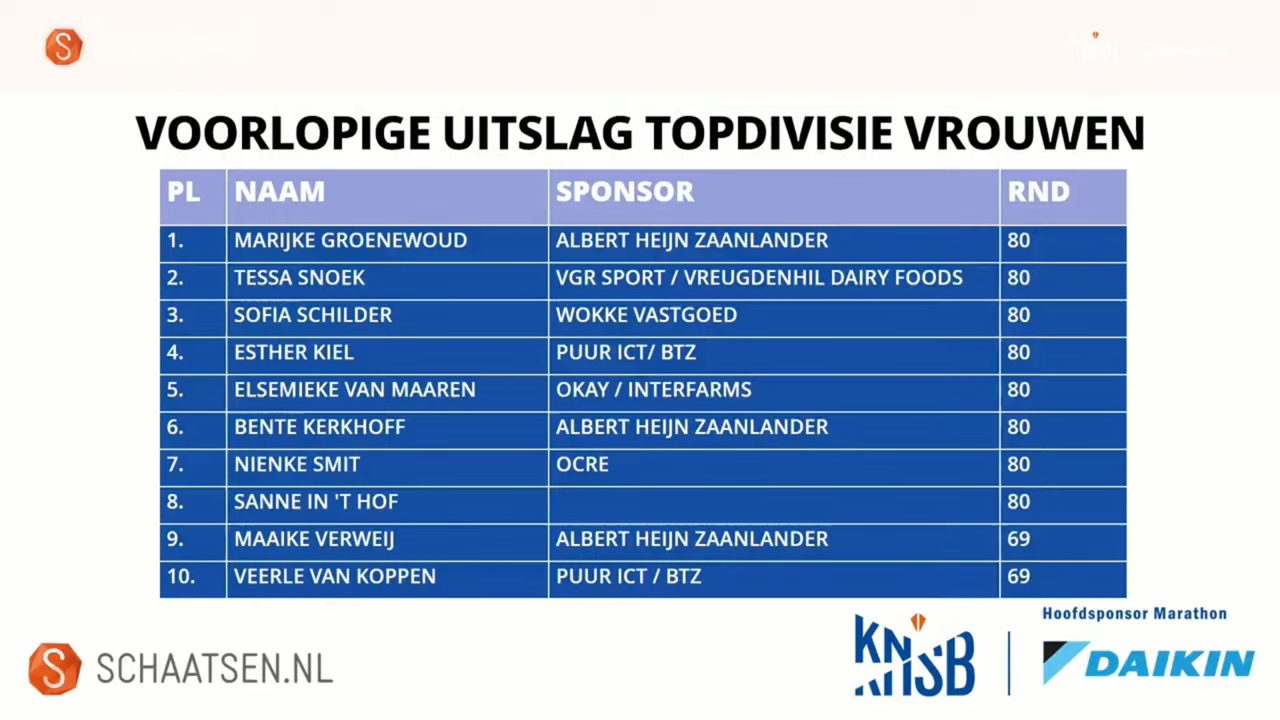 VOORLOPIGE UITSLAG TOPDIVISIE VROUWEN
PL NAAM SPONSOR RND
1. MARIJKE GROENEWOUD ALBERT HEIJN ZAANLANDER 80
2. TESSA SNOEK VGR SPORT / VREUGDENHIL DAIRY FOODS 80
3. SOFIA SCHILDER WOKKE VASTGOED 80
4. ESTHER KIEL PUUR ICT/ BTZ 80
5. ELSEMIEKE VAN MAAREN OKAY / INTERFARMS 80
6. BENTE KERKHOFF ALBERT HEIJN ZAANLANDER 80
7. NIENKE SMIT OCRE 80
8. SANNE IN 'T HOF 80
9. MAAIKE VERWEIJ ALBERT HEIJN ZAANLANDER 69
10. VEERLE VAN KOPPEN PUUR ICT / BTZ 69
Hoofdsponsor Marathon
SCHAATSEN.NL KNSB DAIKIN